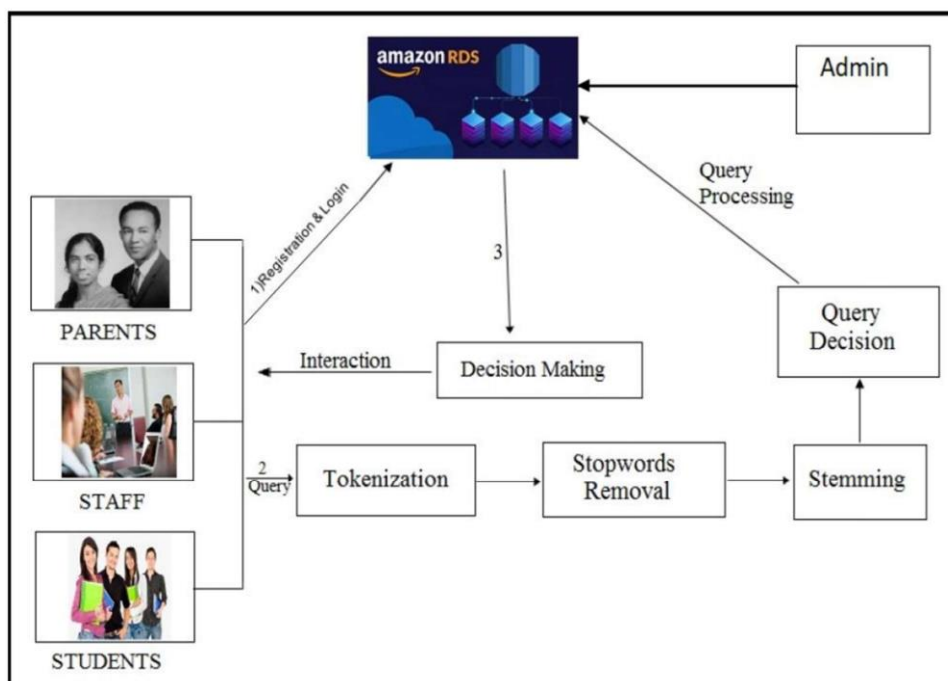 amazon RDS
Admin
Query
Processing
1)Registration & Login
3
PARENTS
Query
Decision
Interaction
Decision Making
2
Query
Tokenization
Stopwords
Removal
Stemming
STAFF
STUDENTS